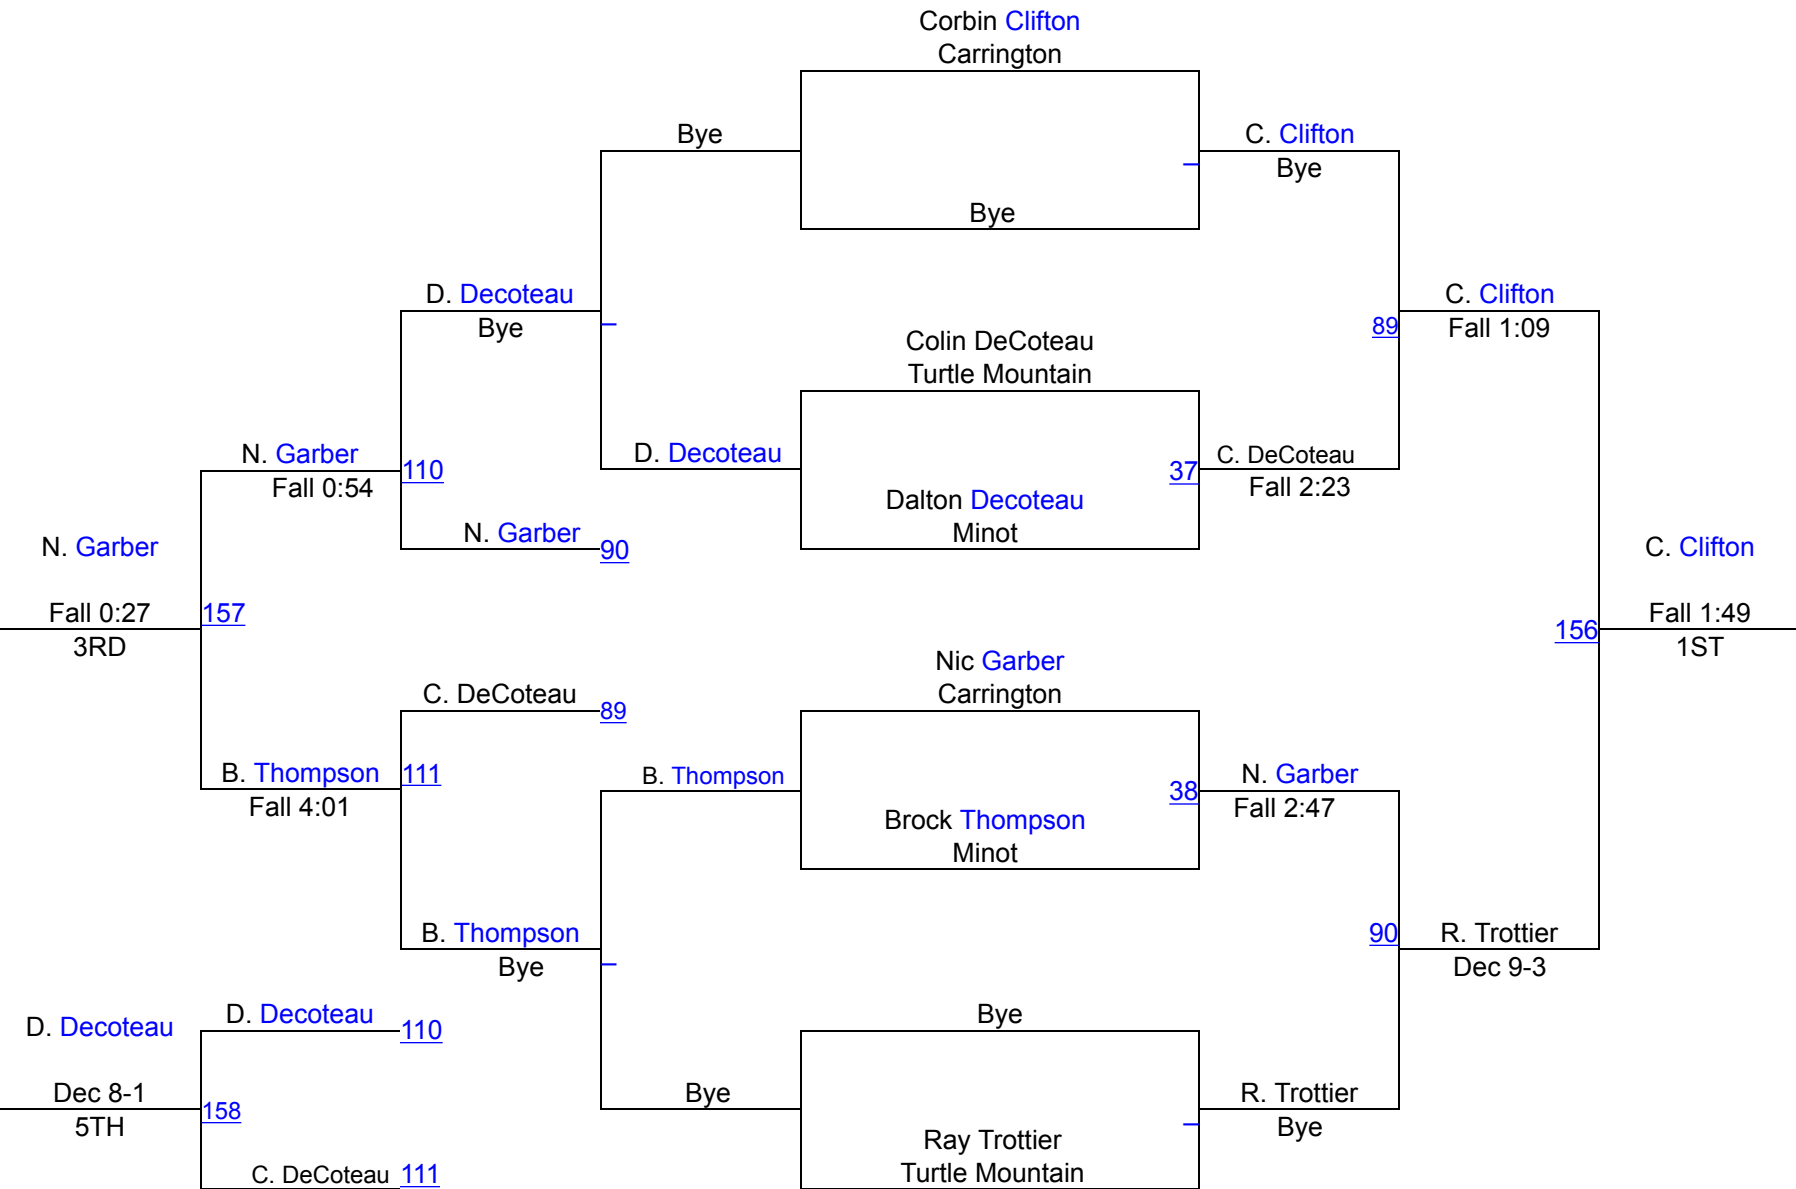 Corbin Clifton
Carrington
Bye
C. Clifton
Bye
Bye
D. Decoteau
Bye
C. Clifton
89
Fall 1:09
Colin DeCoteau
Turtle Mountain
N. Garber
110
Fall 0:54
D. Decoteau
37
C. DeCoteau
Fall 2:23
Dalton Decoteau
Minot
N. Garber
90
N. Garber
Fall 0:27
157
3RD
C. Clifton
156
Fall 1:49
1ST
Nic Garber
Carrington
C. DeCoteau
89
B. Thompson
111
Fall 4:01
B. Thompson
38
N. Garber
Fall 2:47
Brock Thompson
Minot
B. Thompson
Bye
90
R. Trottier
Dec 9-3
D. Decoteau
D. Decoteau
110
Bye
Dec 8-1
158
5TH
Bye
R. Trottier
Bye
Ray Trottier
Turtle Mountain
C. DeCoteau
111